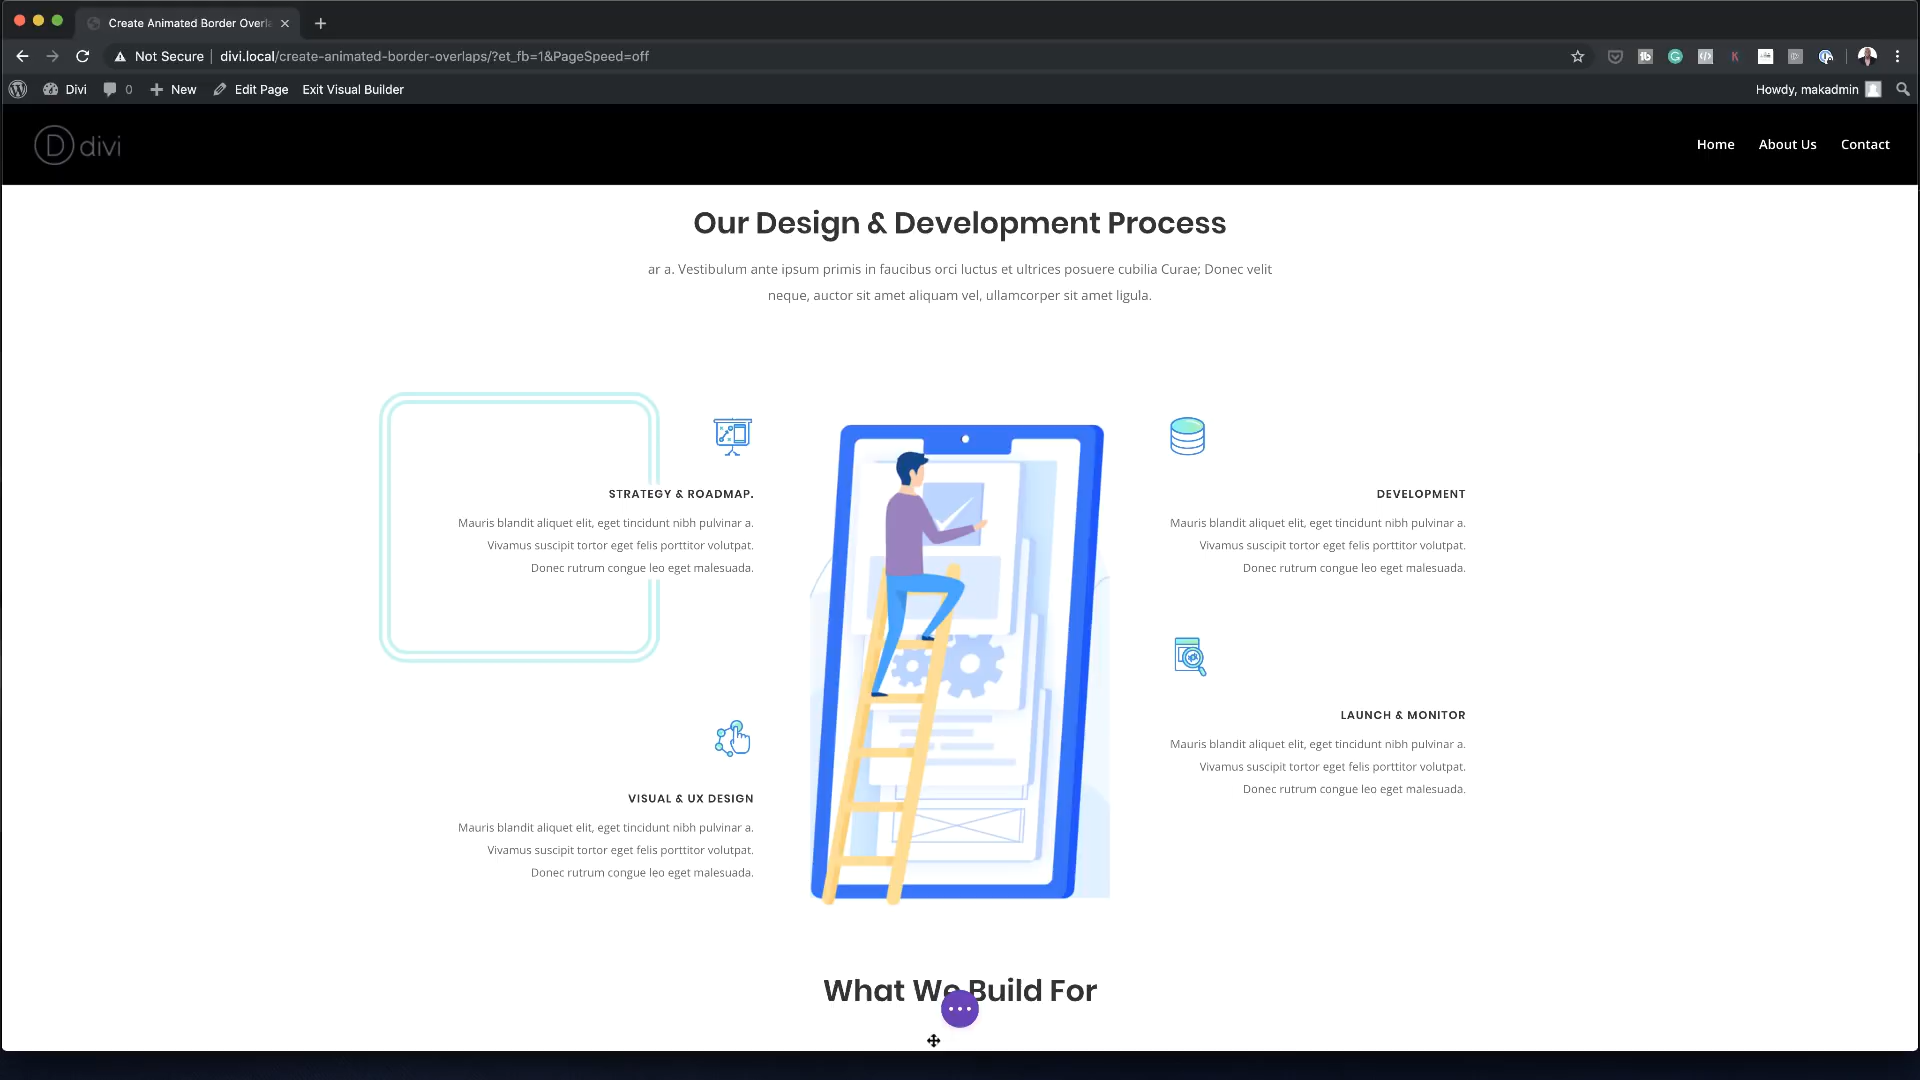 Create Animated Border Overla
Not Secure
divi.local/create-animated-border-overlaps/?et_fb=1&PageSpeed=off
Divi
0
New
Edit Page
Exit Visual Builder
Howdy, makadmin
D divi
Home
About Us
Contact
Our Design & Development Process
ar a. Vestibulum ante ipsum primis in faucibus orci luctus et ultrices posuere cubilia Curae; Donec velit
neque, auctor sit amet aliquam vel, ullamcorper sit amet ligula.
STRATEGY & ROADMAP.
Mauris blandit aliquet elit, eget tincidunt nibh pulvinar a.
Vivamus suscipit tortor eget felis porttitor volutpat.
Donec rutrum congue leo eget malesuada.
VISUAL & UX DESIGN
Mauris blandit aliquet elit, eget tincidunt nibh pulvinar a.
Vivamus suscipit tortor eget felis porttitor volutpat.
Donec rutrum congue leo eget malesuada.
DEVELOPMENT
Mauris blandit aliquet elit, eget tincidunt nibh pulvinar a.
Vivamus suscipit tortor eget felis porttitor volutpat.
Donec rutrum congue leo eget malesuada.
LAUNCH & MONITOR
Mauris blandit aliquet elit, eget tincidunt nibh pulvinar a.
Vivamus suscipit tortor eget felis porttitor volutpat.
Donec rutrum congue leo eget malesuada.
What We Build For